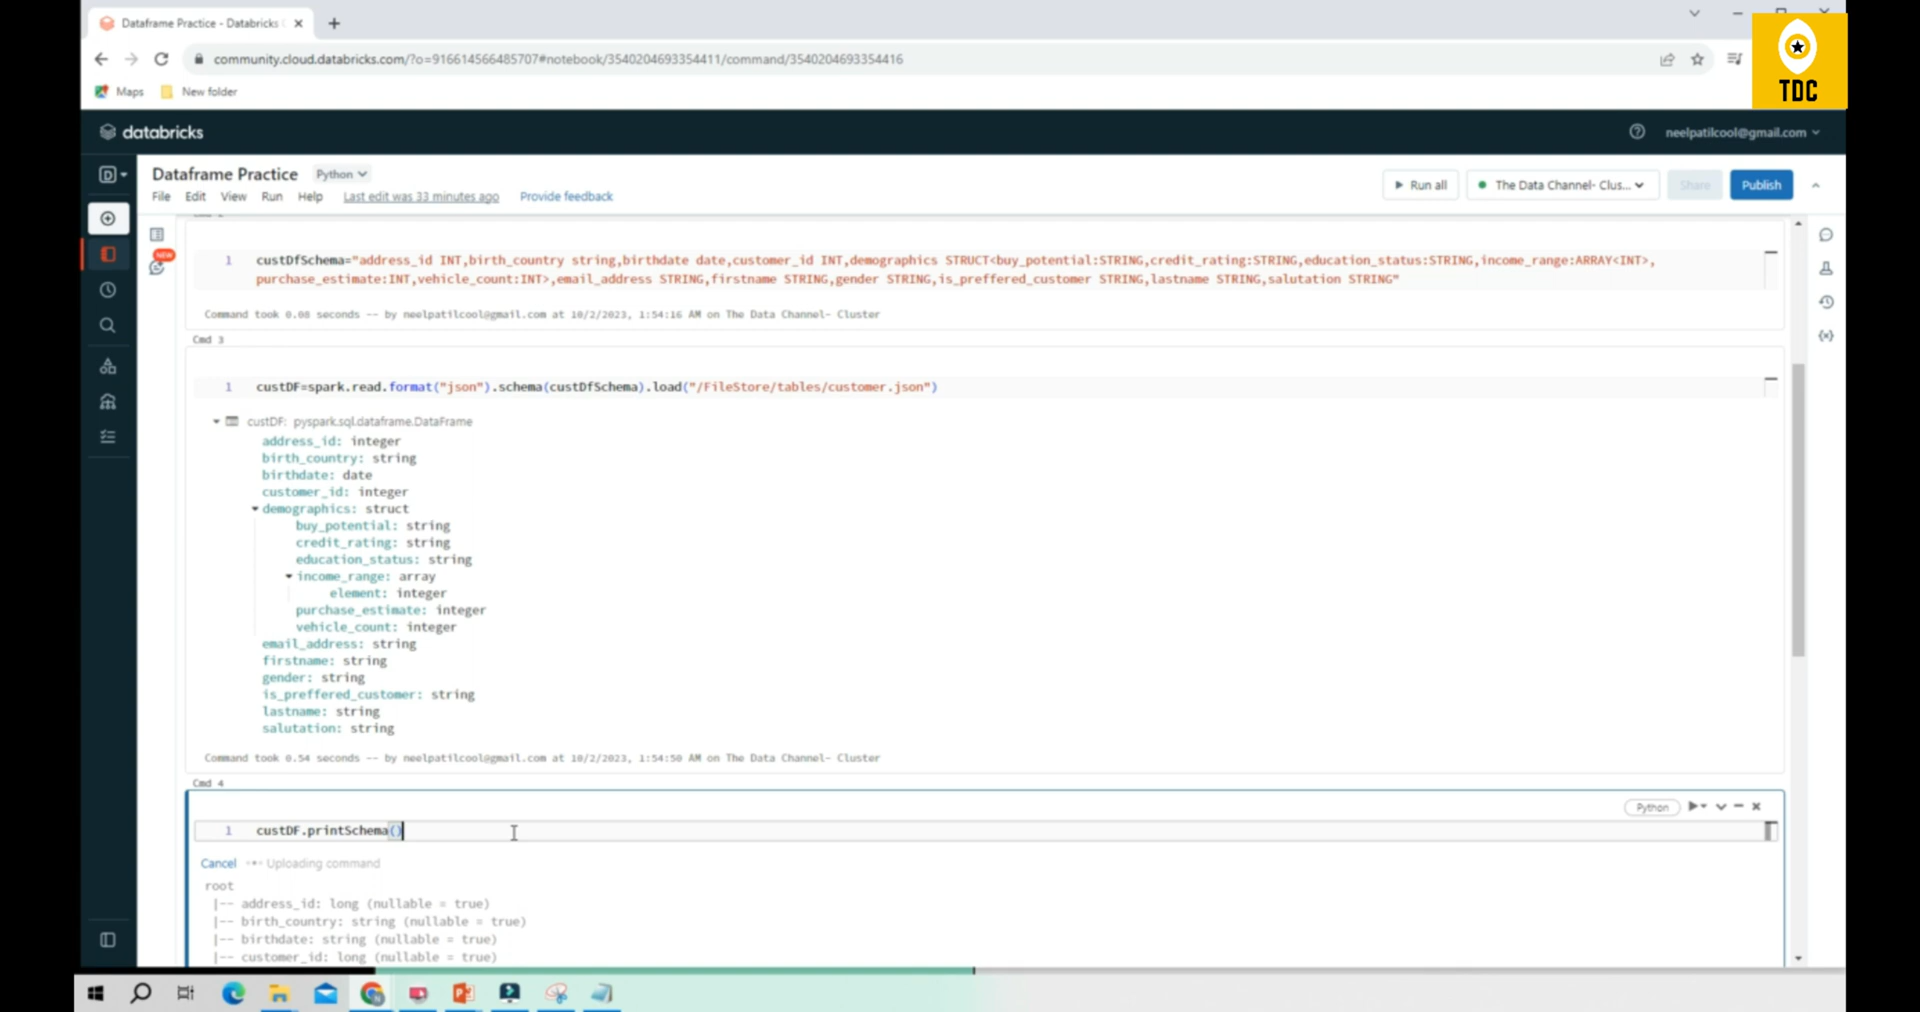 Dataframe Practice - Databricks
community.cloud.databricks.com/?o=916614566485707#notebook/3540204693354411/command/3540204693354416
Maps
New folder
TDC
databricks
neelpatilcool@gmail.com
D
Dataframe Practice
Python
File
Edit
View
Run
Help
Last edit was 33 minutes ago
Provide feedback
Run all
The Data Channel- Clus...
Share
Publish
NEW
1
custDfSchema="address_id INT,birth_country string,birthdate date,customer_id INT,demographics STRUCT<buy_potential:STRING,credit_rating:STRING,education_status:STRING,income_range:ARRAY<INT>,
purchase_estimate:INT,vehicle_count:INT>,email_address STRING,firstname STRING,gender STRING,is_preffered_customer STRING,lastname STRING,salutation STRING"
Command took 0.08 seconds -- by neelpatilcool@gmail.com at 10/2/2023, 1:54:16 AM on The Data Channel- Cluster
Cmd 3
1
custDF=spark.read.format("json").schema(custDfSchema).load("/FileStore/tables/customer.json")
custDF: pyspark.sql.dataframe.DataFrame
address_id: integer
birth_country: string
birthdate: date
customer_id: integer
demographics: struct
buy_potential: string
credit_rating: string
education_status: string
income_range: array
element: integer
purchase_estimate: integer
vehicle_count: integer
email_address: string
firstname: string
gender: string
is_preffered_customer: string
lastname: string
salutation: string
Command took 0.54 seconds -- by neelpatilcool@gmail.com at 10/2/2023, 1:54:50 AM on The Data Channel- Cluster
Cmd 4
Python
1
custDF.printSchema()
Cancel
Uploading command
root
|-- address_id: long (nullable = true)
|-- birth_country: string (nullable = true)
|-- birthdate: string (nullable = true)
|-- customer_id: long (nullable = true)